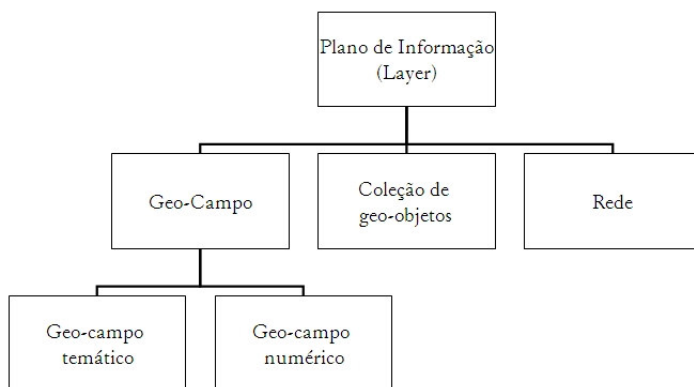 Plano de Informação
(Layer)
Geo-Campo
Coleção de
geo-objetos
Rede
Geo-campo
temático
Geo-campo
numérico